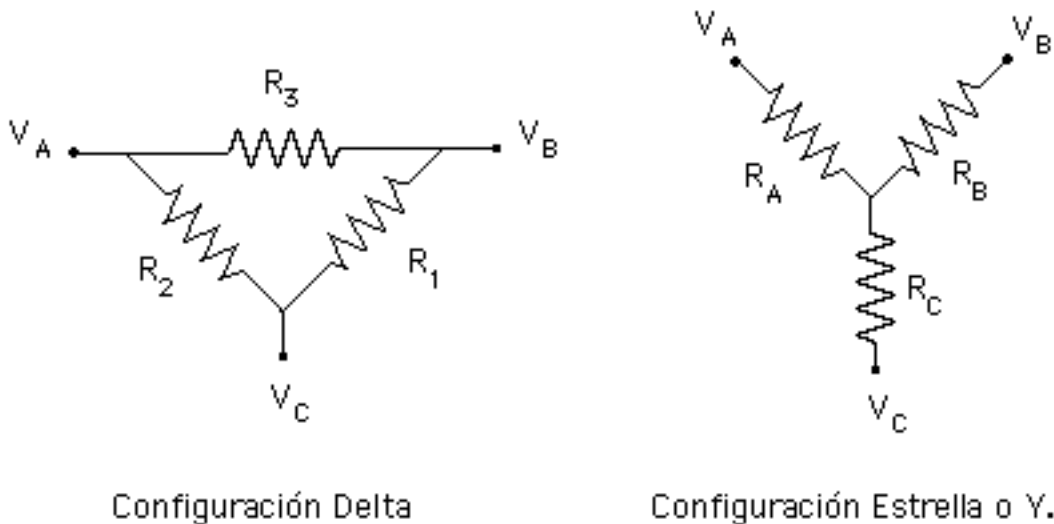 V_A R_3 V_B
R_2 R_1
V_C
Configuración Delta
V_A V_B
R_A R_B
R_C
V_C
Configuración Estrella o Y.